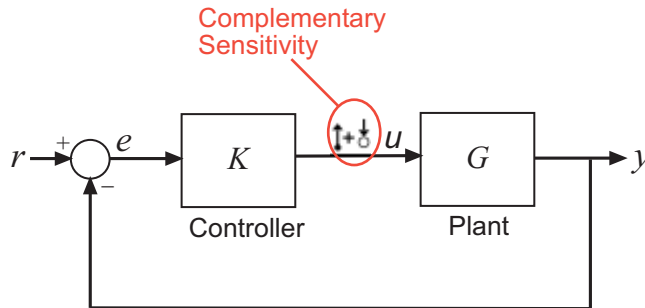 Complementary
Sensitivity
r + − e K + u G y
Controller
Plant